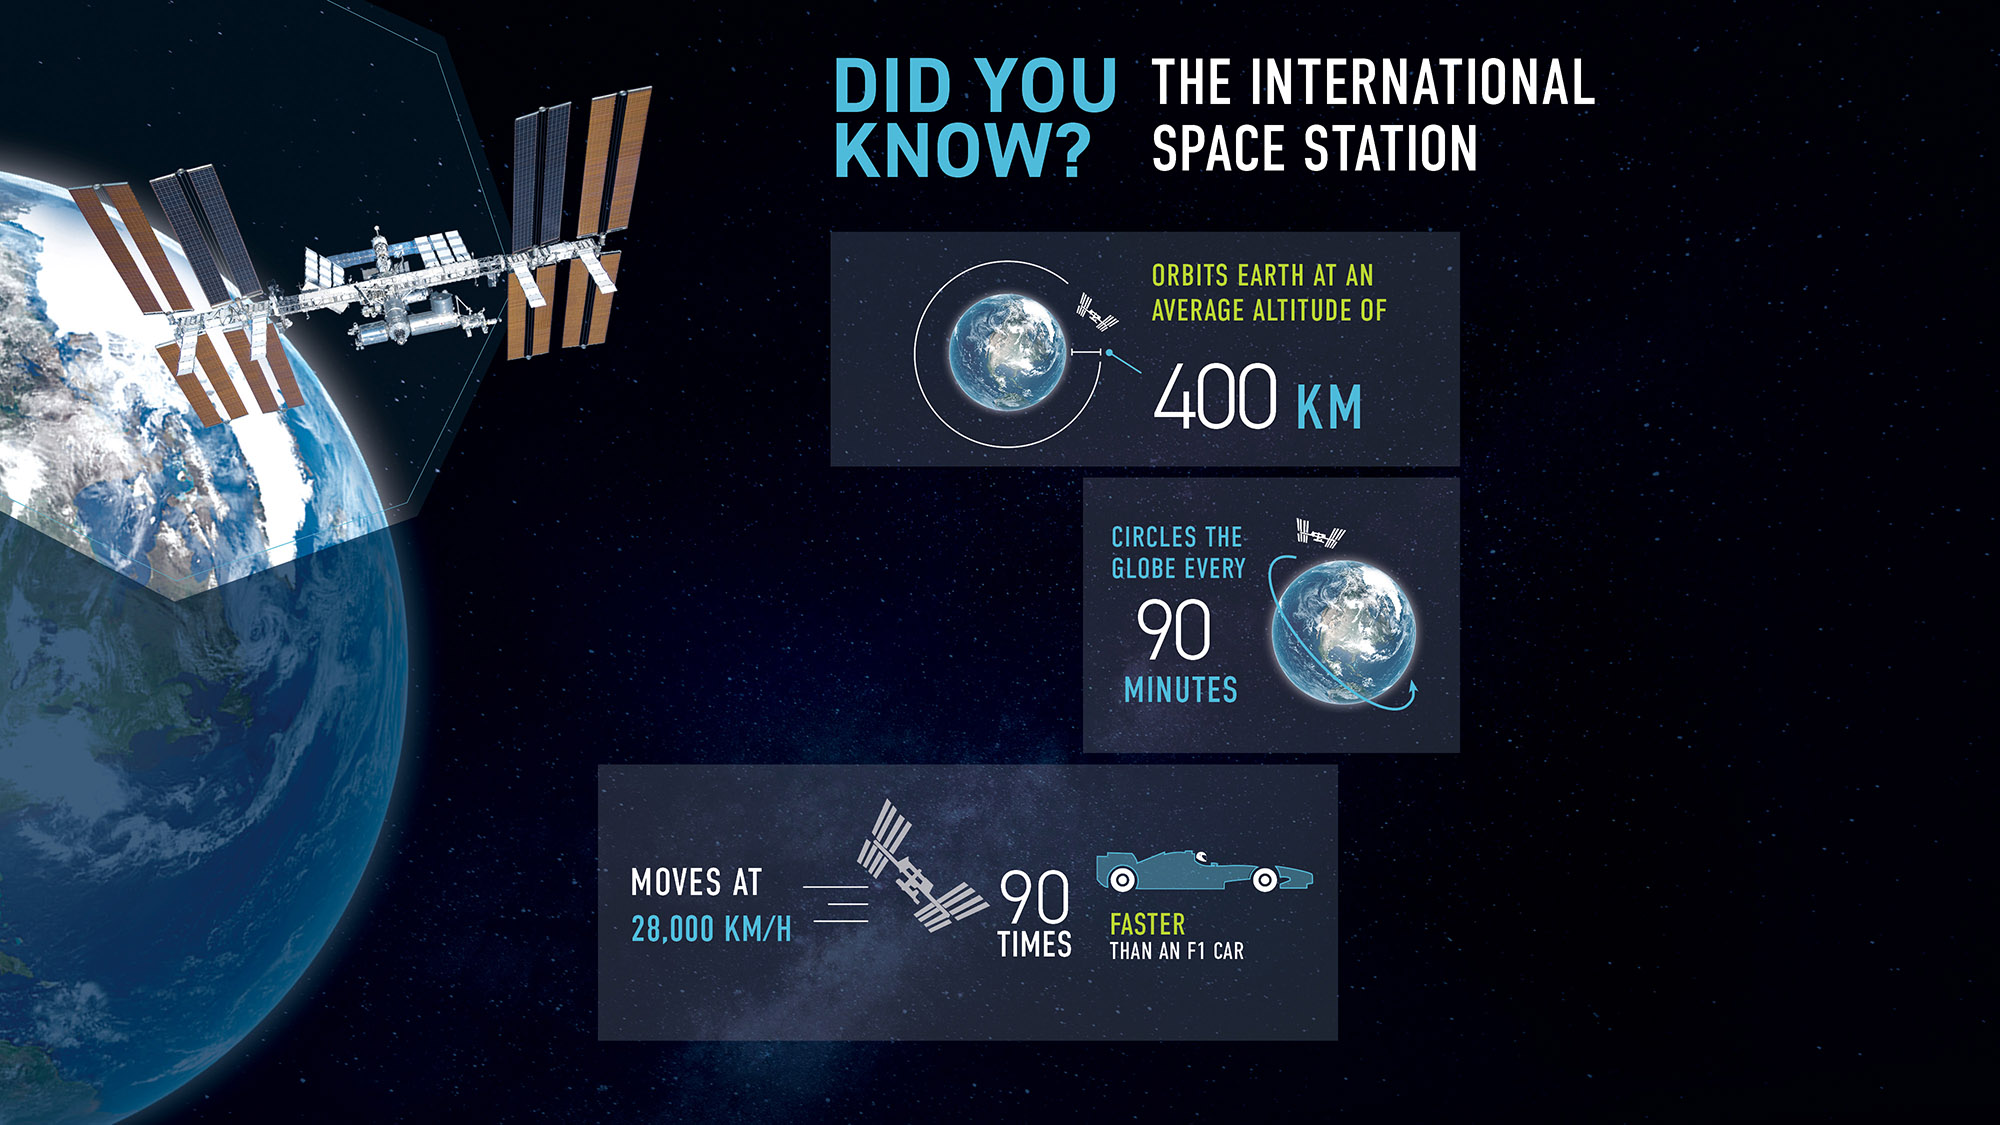 DID YOU
KNOW?
THE INTERNATIONAL
SPACE STATION
ORBITS EARTH AT AN
AVERAGE ALTITUDE OF
400 KM
CIRCLES THE
GLOBE EVERY
90
MINUTES
MOVES AT
28,000 KM/H
90
TIMES
FASTER
THAN AN F1 CAR